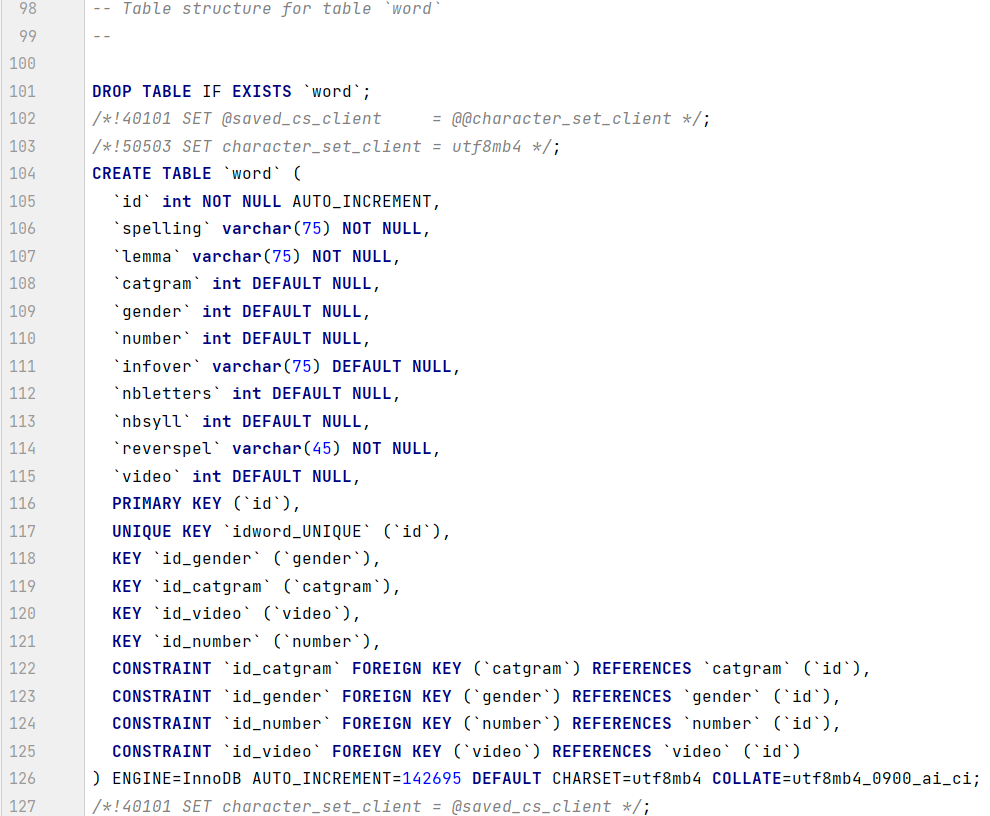 98 -- Table structure for table `word`
99 --
100
101 DROP TABLE IF EXISTS `word`;
102 /*!40101 SET @saved_cs_client     = @@character_set_client */;
103 /*!50503 SET character_set_client = utf8mb4 */;
104 CREATE TABLE `word` (
105   `id` int NOT NULL AUTO_INCREMENT,
106   `spelling` varchar(75) NOT NULL,
107   `lemma` varchar(75) NOT NULL,
108   `catgram` int DEFAULT NULL,
109   `gender` int DEFAULT NULL,
110   `number` int DEFAULT NULL,
111   `infover` varchar(75) DEFAULT NULL,
112   `nbletters` int DEFAULT NULL,
113   `nbsyll` int DEFAULT NULL,
114   `reverspel` varchar(45) NOT NULL,
115   `video` int DEFAULT NULL,
116   PRIMARY KEY (`id`),
117   UNIQUE KEY `idword_UNIQUE` (`id`),
118   KEY `id_gender` (`gender`),
119   KEY `id_catgram` (`catgram`),
120   KEY `id_video` (`video`),
121   KEY `id_number` (`number`),
122   CONSTRAINT `id_catgram` FOREIGN KEY (`catgram`) REFERENCES `catgram` (`id`),
123   CONSTRAINT `id_gender` FOREIGN KEY (`gender`) REFERENCES `gender` (`id`),
124   CONSTRAINT `id_number` FOREIGN KEY (`number`) REFERENCES `number` (`id`),
125   CONSTRAINT `id_video` FOREIGN KEY (`video`) REFERENCES `video` (`id`)
126 ) ENGINE=InnoDB AUTO_INCREMENT=142695 DEFAULT CHARSET=utf8mb4 COLLATE=utf8mb4_0900_ai_ci;
127 /*!40101 SET character_set_client = @saved_cs_client */;